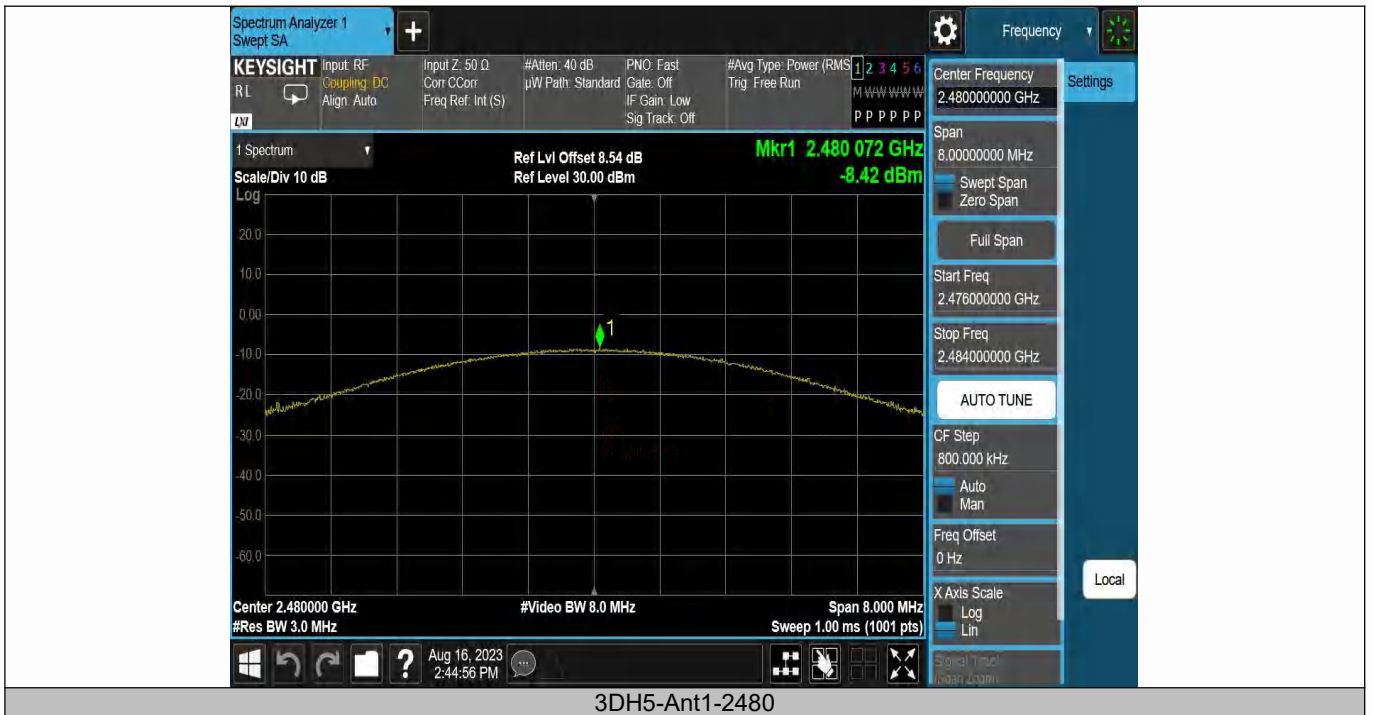 Spectrum Analyzer 1
Swept SA
+
Frequency
KEYSIGHT
RL
LXI
Input: RF
Coupling: DC
Align: Auto
Input Z: 50 Ω
Corr CCorr
Freq Ref: Int (S)
#Atten: 40 dB
µW Path: Standard
PNO: Fast
Gate: Off
IF Gain: Low
Sig Track: Off
#Avg Type: Power (RMS
Trig: Free Run
1 2 3 4 5 6
M W W W W W
P P P P P P
1 Spectrum
Scale/Div 10 dB
Log
Ref Lvl Offset 8.54 dB
Ref Level 30.00 dBm
Mkr1 2.480 072 GHz
-8.42 dBm
20.0
10.0
0.00
-10.0
-20.0
-30.0
-40.0
-50.0
-60.0
1
Center 2.480000 GHz
#Res BW 3.0 MHz
#Video BW 8.0 MHz
Span 8.000 MHz
Sweep 1.00 ms (1001 pts)
Center Frequency
2.480000000 GHz
Settings
Span
8.00000000 MHz
Swept Span
Zero Span
Full Span
Start Freq
2.476000000 GHz
Stop Freq
2.484000000 GHz
AUTO TUNE
CF Step
800.000 kHz
Auto
Man
Freq Offset
0 Hz
X Axis Scale
Log
Lin
Signal Track
(Span Zoom)
Local
?
Aug 16, 2023
2:44:56 PM
3DH5-Ant1-2480